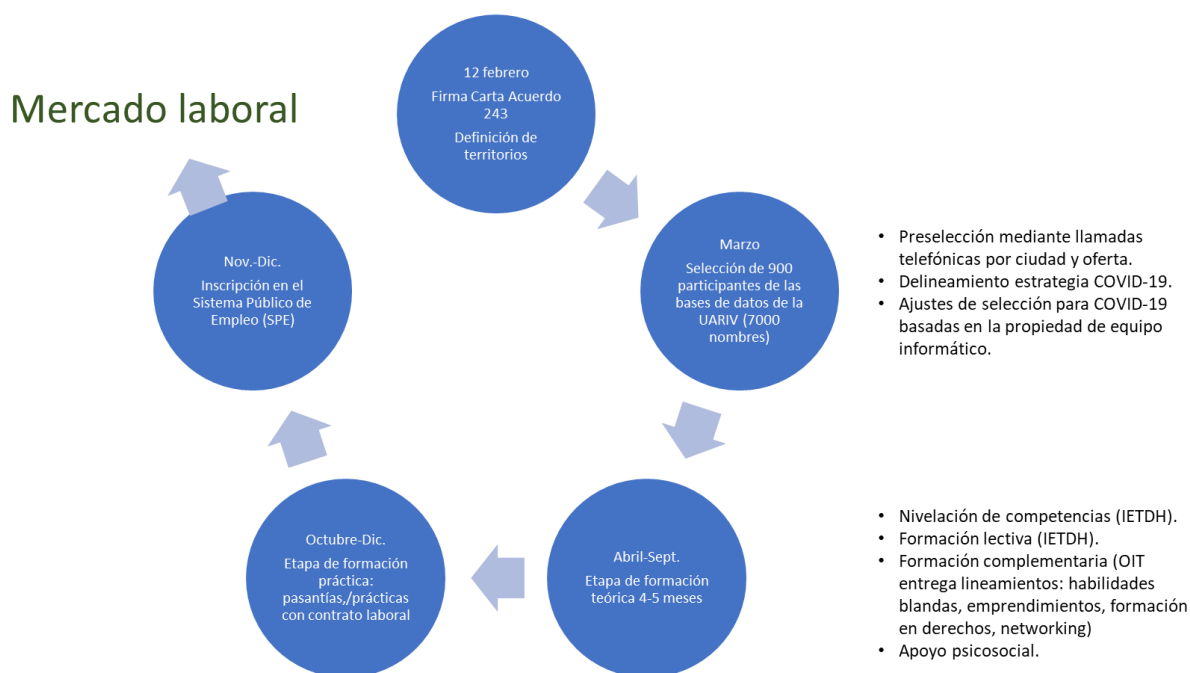 Mercado laboral
12 febrero
Firma Carta Acuerdo
243
Definición de
territorios
Marzo
Selección de 900
participantes de las
bases de datos de la
UARIV (7000
nombres)
• Preselección mediante llamadas
telefónicas por ciudad y oferta.
• Delineamiento estrategia COVID-19.
• Ajustes de selección para COVID-19
basadas en la propiedad de equipo
informático.
Abril-Sept.
Etapa de formación
teórica 4-5 meses
• Nivelación de competencias (IETDH).
• Formación lectiva (IETDH).
• Formación complementaria (OIT
entrega lineamientos: habilidades
blandas, emprendimientos, formación
en derechos, networking)
• Apoyo psicosocial.
Octubre-Dic.
Etapa de formación
práctica:
pasantías,/prácticas
con contrato laboral
Nov.-Dic.
Inscripción en el
Sistema Público de
Empleo (SPE)